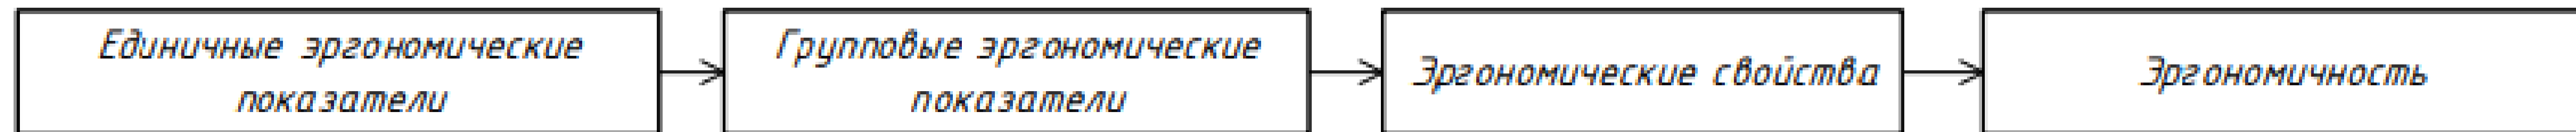 Единичные эргономические
показатели
Групповые эргономические
показатели
Эргономические свойства
Эргономичность